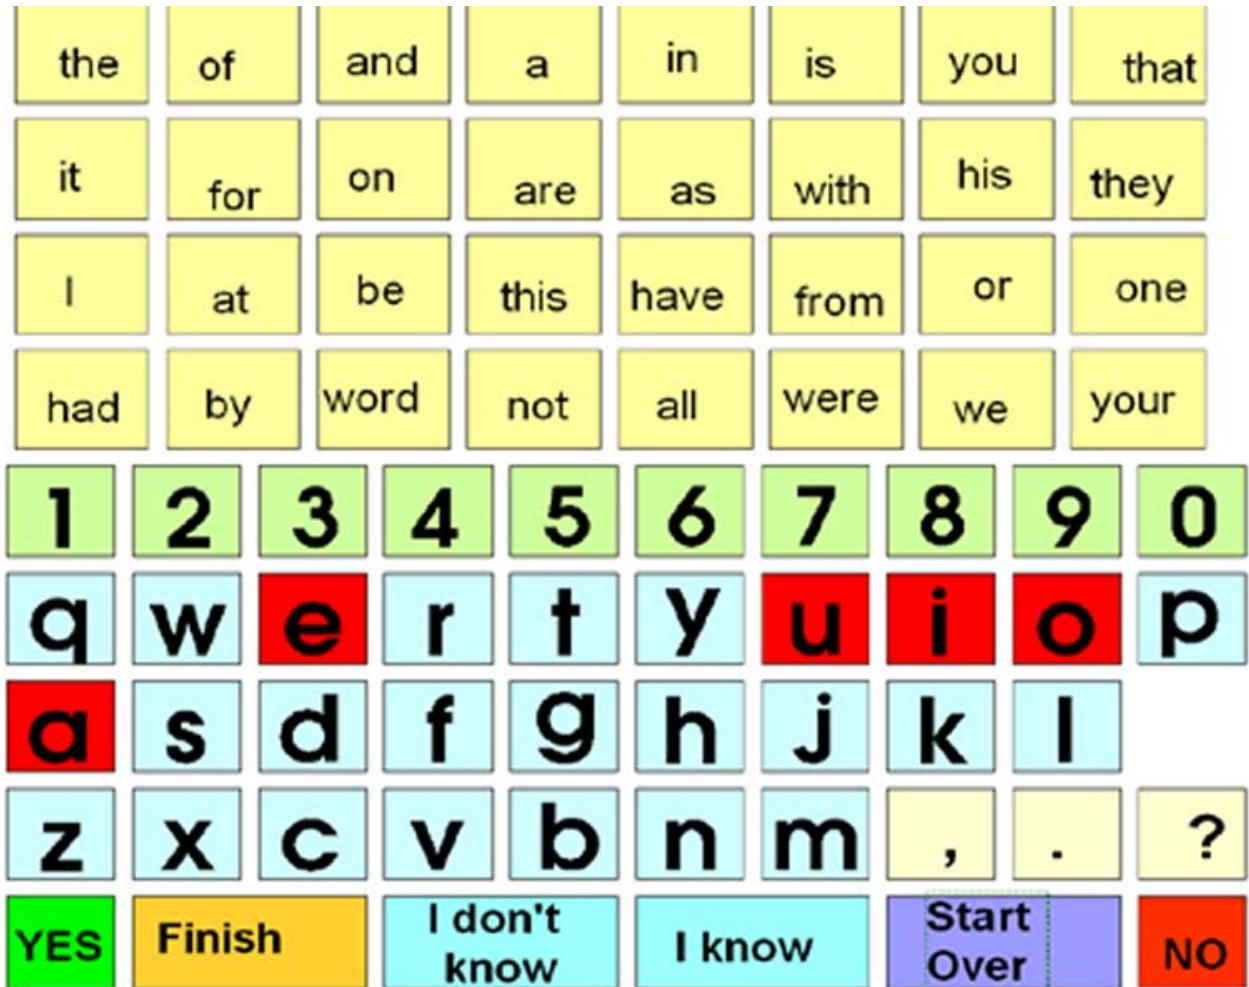 the of and a in is you that
it for on are as with his they
I at be this have from or one
had by word not all were we your
1 2 3 4 5 6 7 8 9 0
q w e r t y u i o p
a s d f g h j k l
z x c v b n m , . ?
YES Finish I don't know I know Start Over NO